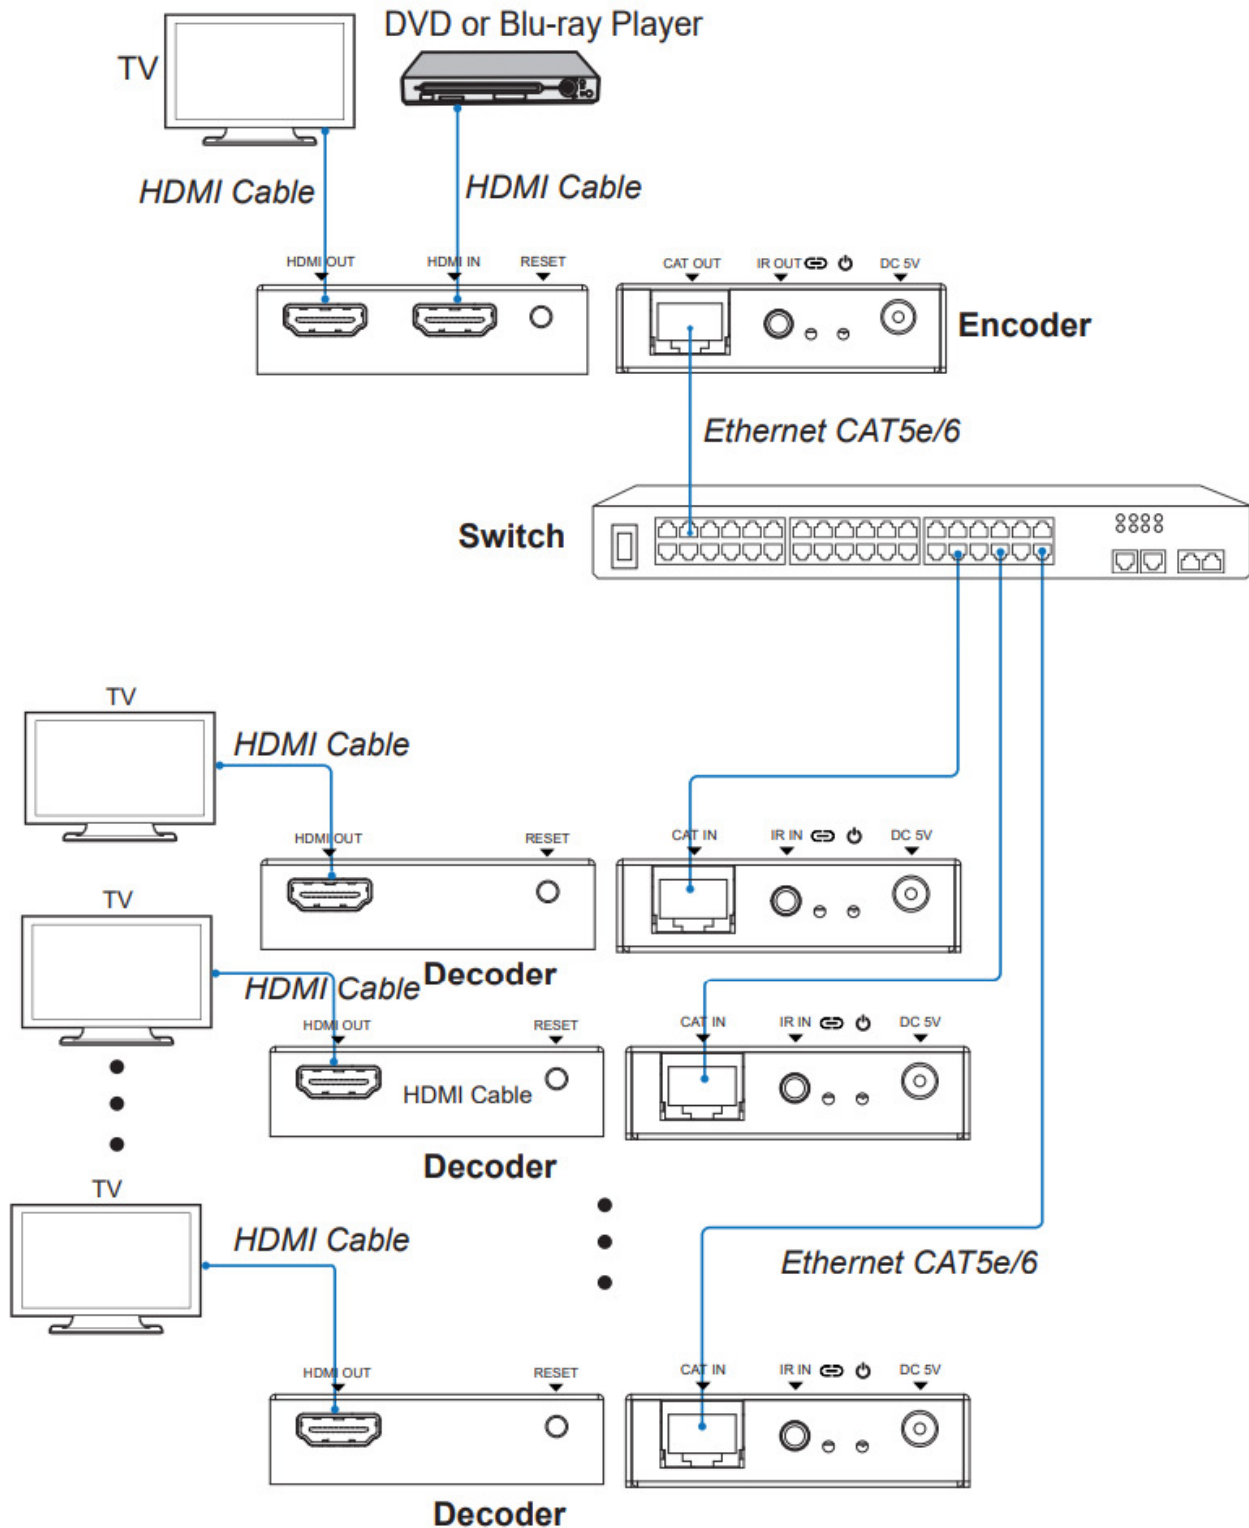 DVD or Blu-ray Player
TV
HDMI Cable
HDMI Cable
HDMI OUT
HDMI IN
RESET
CAT OUT
IR OUT
DC 5V
Encoder
Ethernet CAT5e/6
Switch
TV
HDMI Cable
HDMI OUT
RESET
CAT IN
IR IN
DC 5V
TV
Decoder
HDMI Cable
HDMI OUT
RESET
CAT IN
IR IN
DC 5V
HDMI Cable
Decoder
TV
HDMI Cable
Ethernet CAT5e/6
HDMI OUT
RESET
CAT IN
IR IN
DC 5V
Decoder